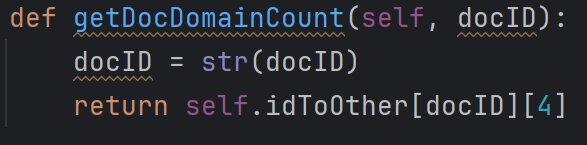 def getDocDomainCount(self, docID):
    docID = str(docID)
    return self.idToOther[docID][4]